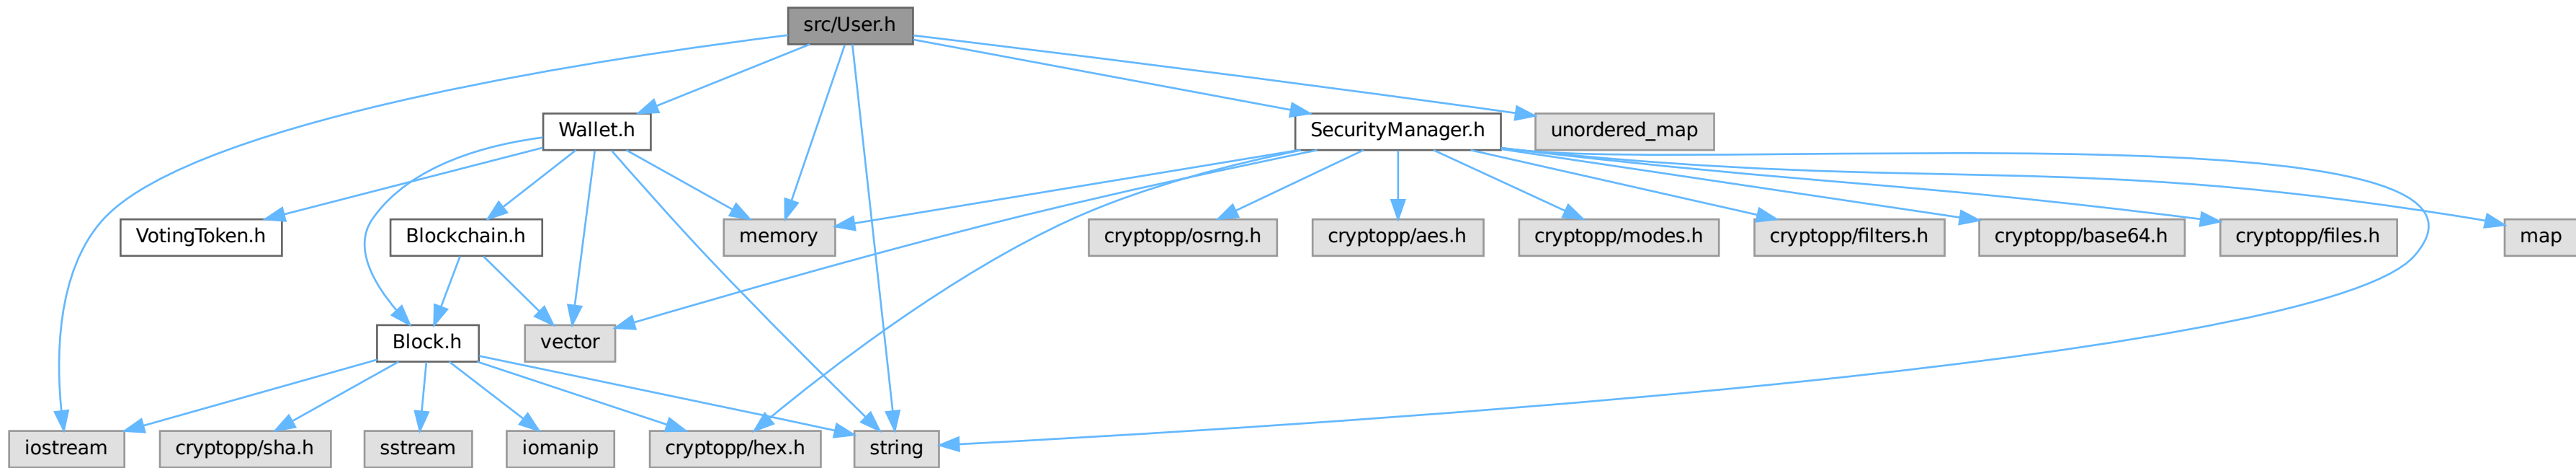 src/User.h
Wallet.h
SecurityManager.h
unordered_map
VotingToken.h
Blockchain.h
memory
cryptopp/osrng.h
cryptopp/aes.h
cryptopp/modes.h
cryptopp/filters.h
cryptopp/base64.h
cryptopp/files.h
map
Block.h
vector
iostream
cryptopp/sha.h
sstream
iomanip
cryptopp/hex.h
string